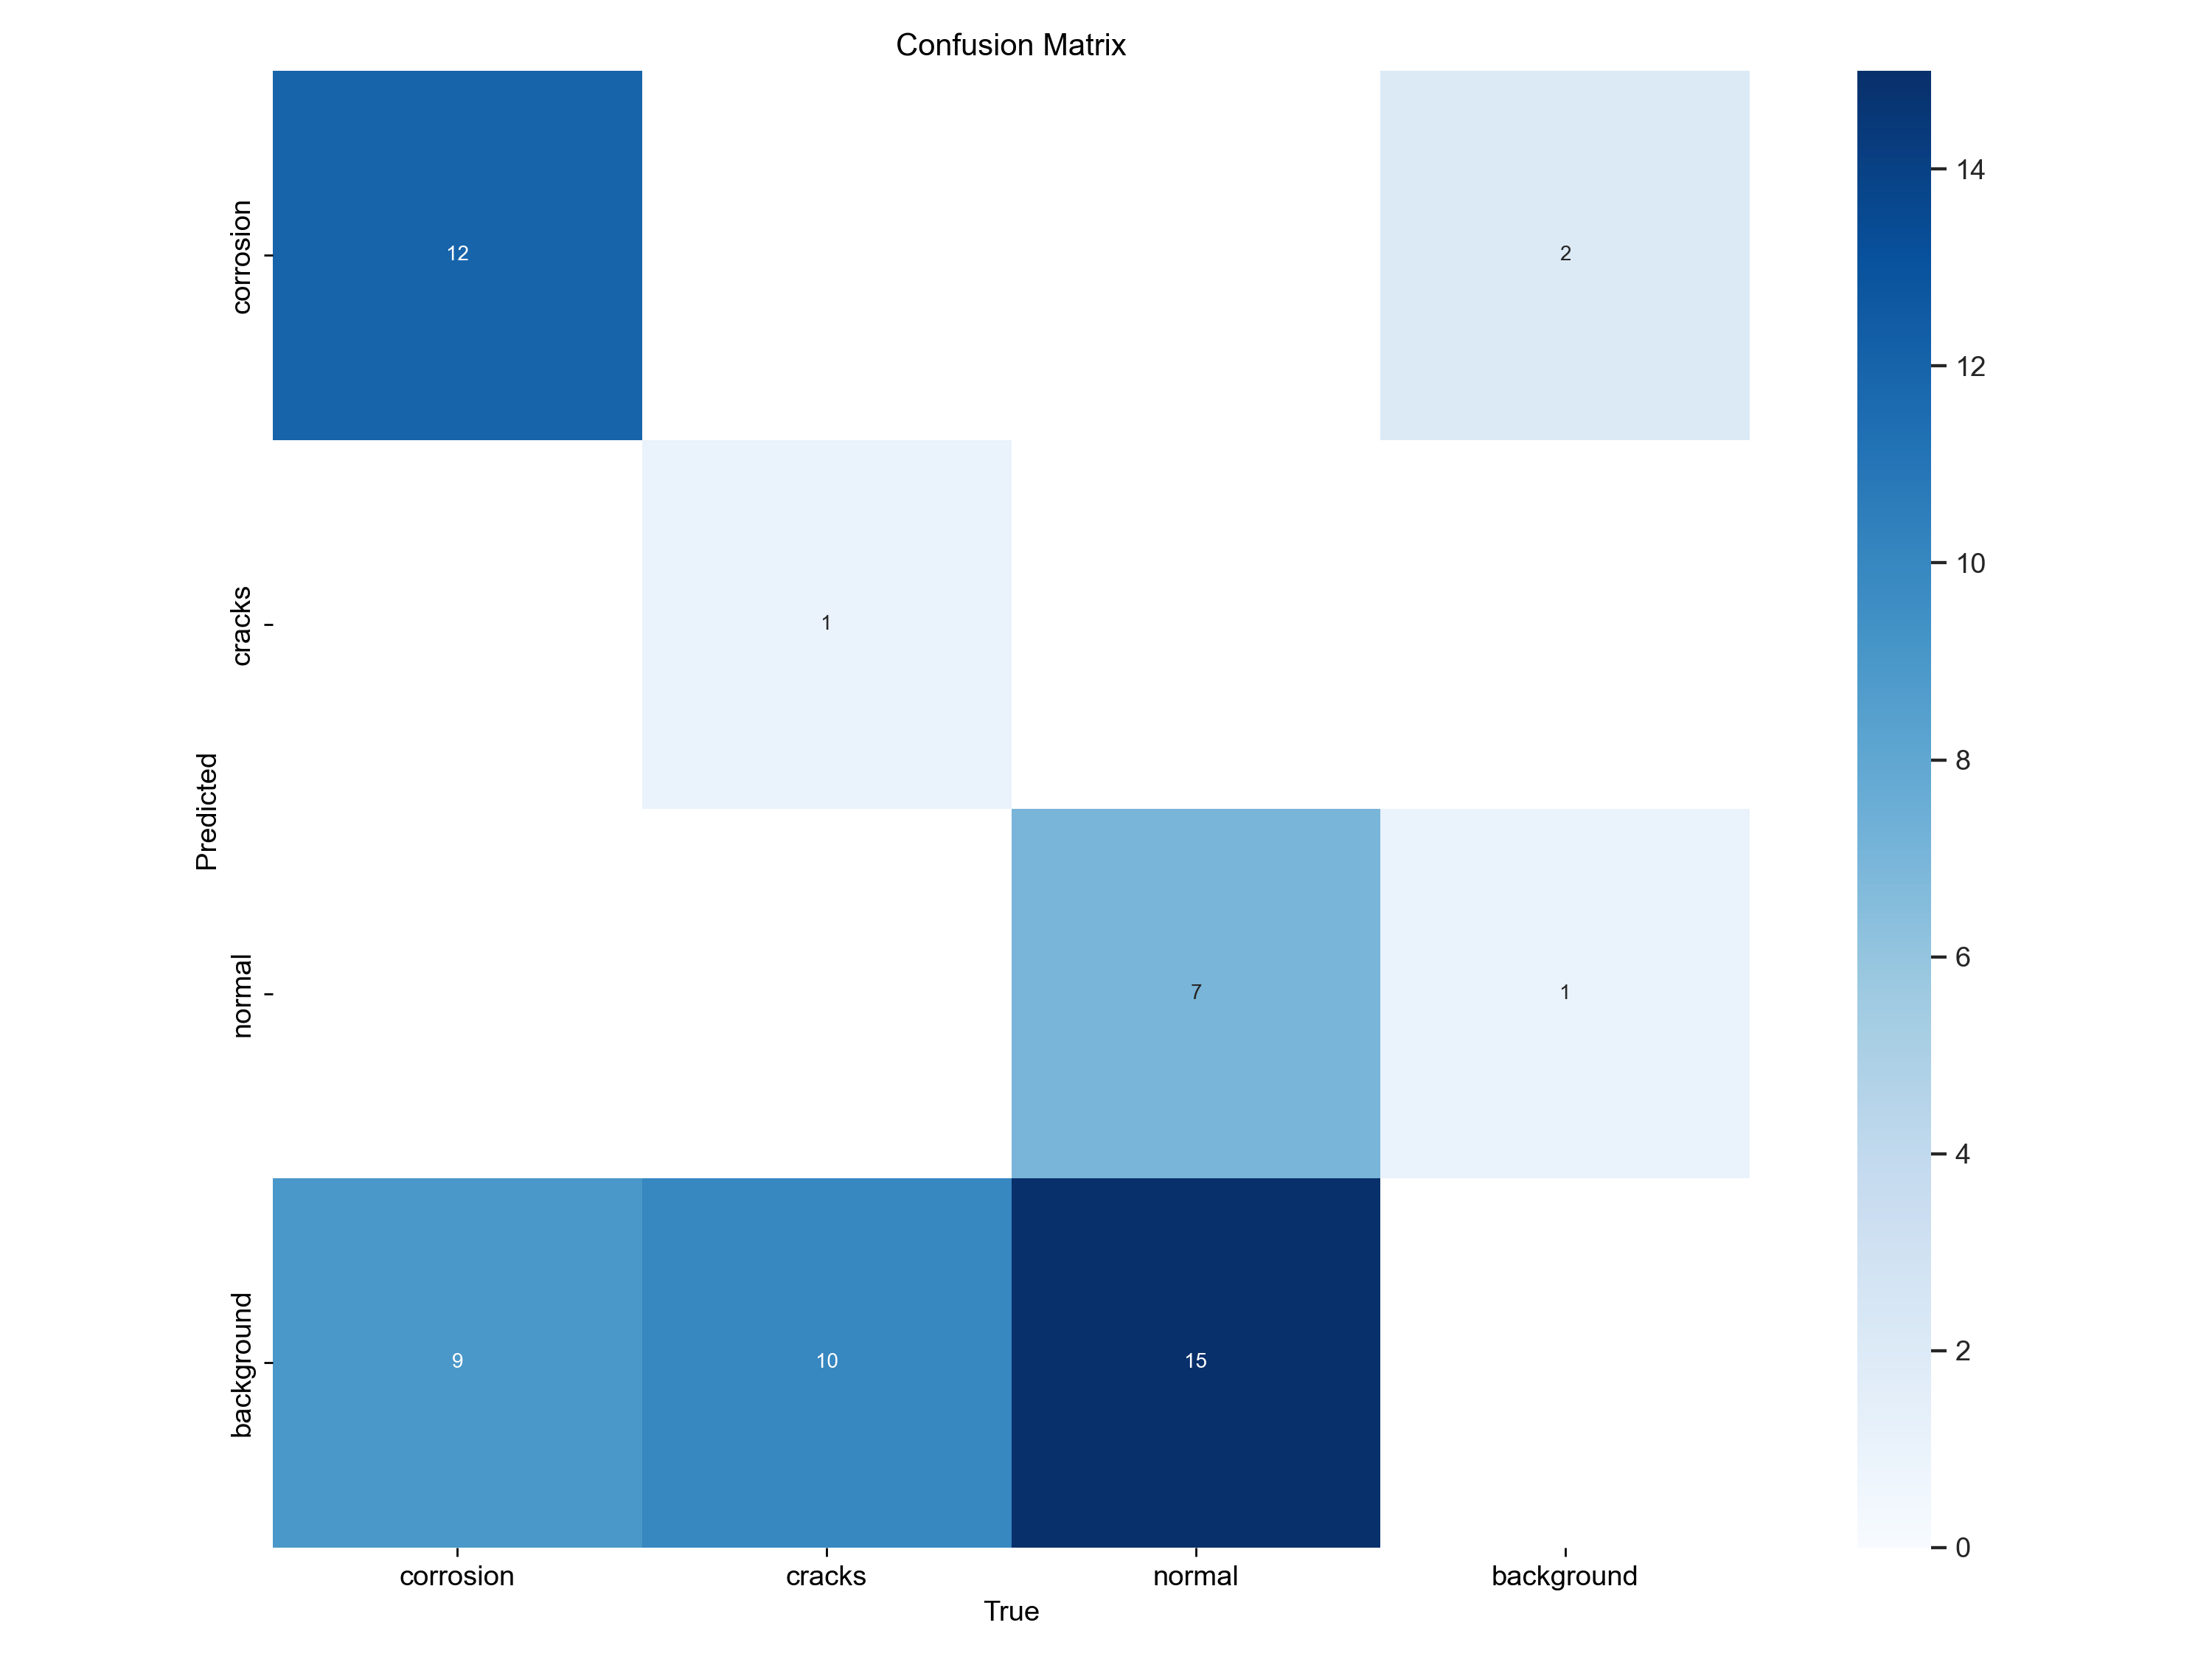 Confusion Matrix
corrosion
12
2
cracks
1
normal
7
1
background
9
10
15
Predicted
corrosion
cracks
normal
background
True
14
12
10
8
6
4
2
0